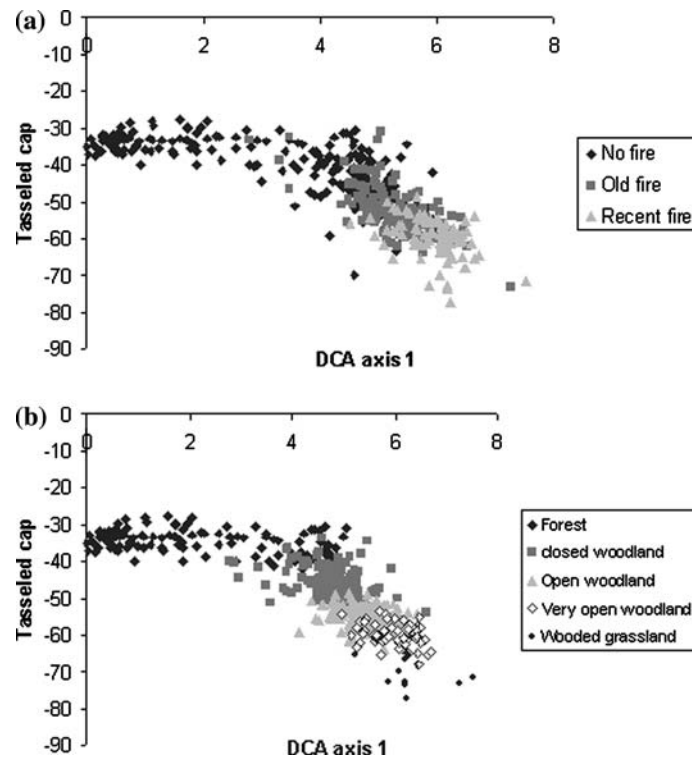 (a)
0
0 2 4 6 8
-10
-20
-30
-40
-50
-60
-70
-80
-90
Tasseled cap
DCA axis 1
No fire
Old fire
Recent fire
(b)
0
0 2 4 6 8
-10
-20
-30
-40
-50
-60
-70
-80
-90
Tasseled cap
DCA axis 1
Forest
closed woodland
Open woodland
Very open woodland
Wooded grassland